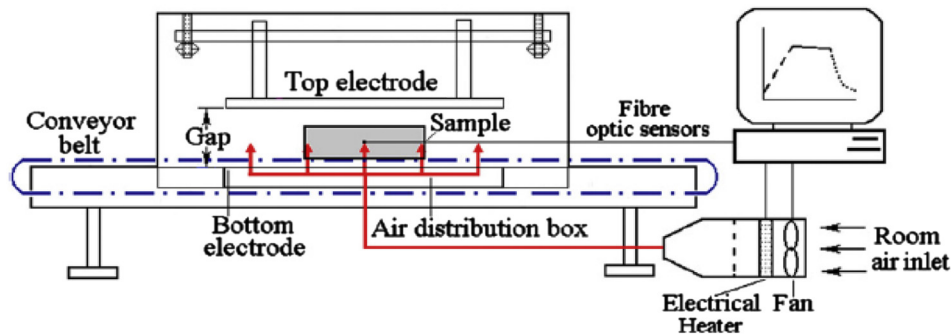 Top electrode
Conveyor
belt
Gap
Sample
Fibre
optic sensors
Bottom
electrode
Air distribution box
Room
air inlet
Electrical
Heater
Fan